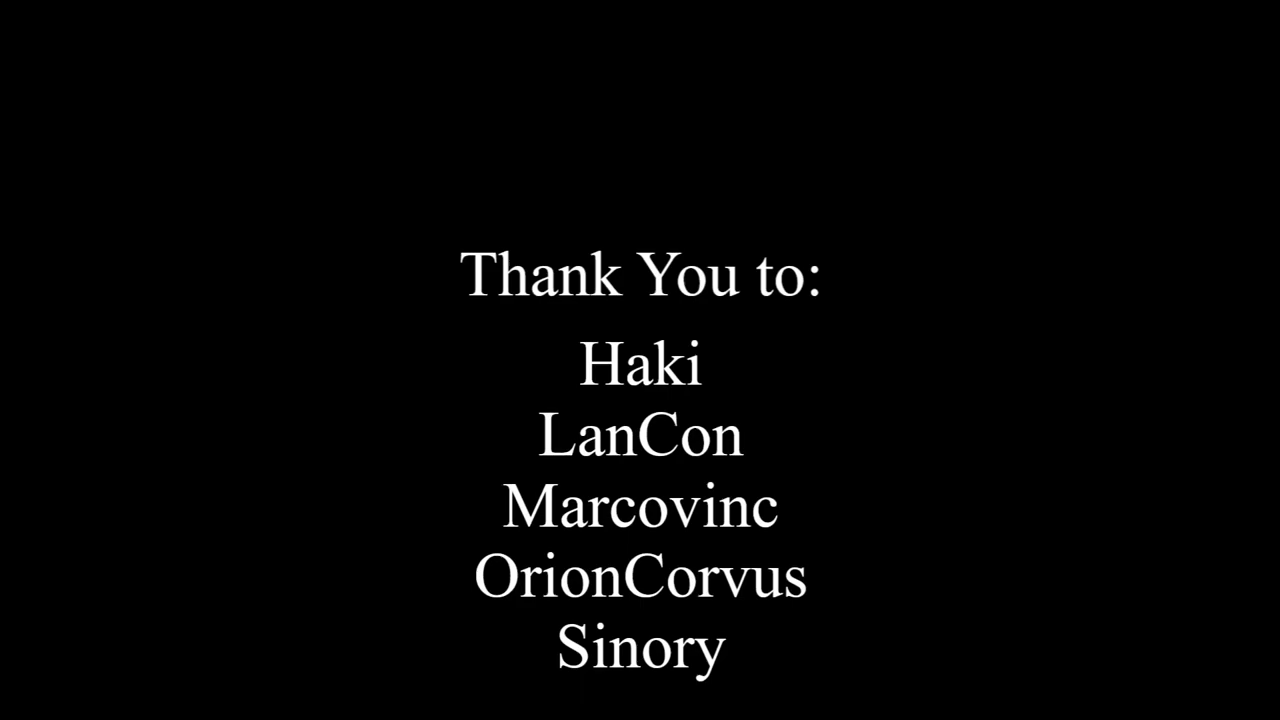 Thank You to:
Haki
LanCon
Marcovinc
OrionCorvus
Sinory